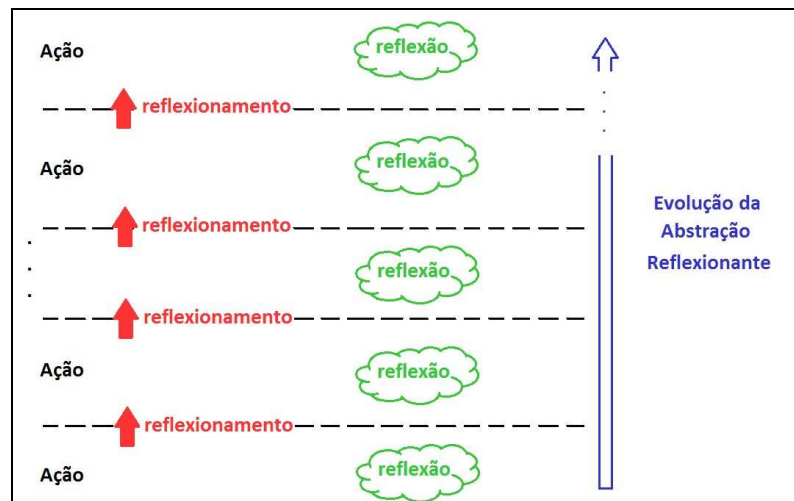 Ação reflexão
reflexionamento
Ação reflexão
reflexionamento
reflexão
reflexionamento
Ação reflexão
reflexionamento
Ação reflexão
Evolução da
Abstração
Reflexionante